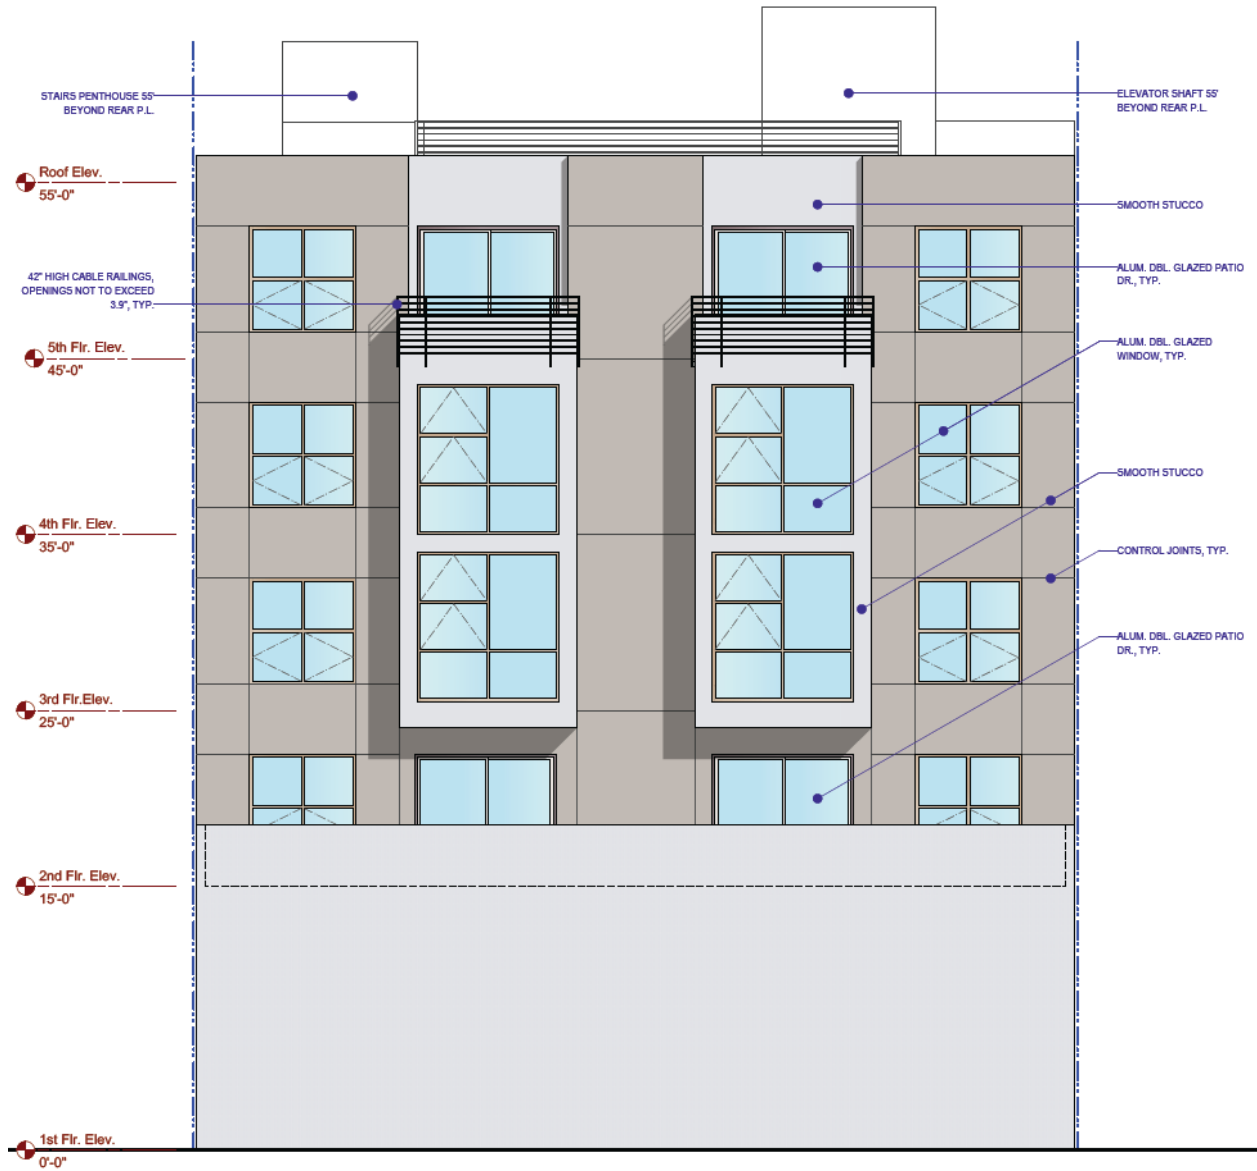 STAIRS PENTHOUSE 55'
BEYOND REAR P.L.
ELEVATOR SHAFT 55'
BEYOND REAR P.L.
Roof Elev.
55'-0"
SMOOTH STUCCO
42" HIGH CABLE RAILINGS,
OPENINGS NOT TO EXCEED
3.9", TYP.
ALUM. DBL. GLAZED PATIO
DR., TYP.
5th Flr. Elev.
45'-0"
ALUM. DBL. GLAZED
WINDOW, TYP.
SMOOTH STUCCO
4th Flr. Elev.
35'-0"
CONTROL JOINTS, TYP.
ALUM. DBL. GLAZED PATIO
DR., TYP.
3rd Flr.Elev.
25'-0"
2nd Flr. Elev.
15'-0"
1st Flr. Elev.
0'-0"